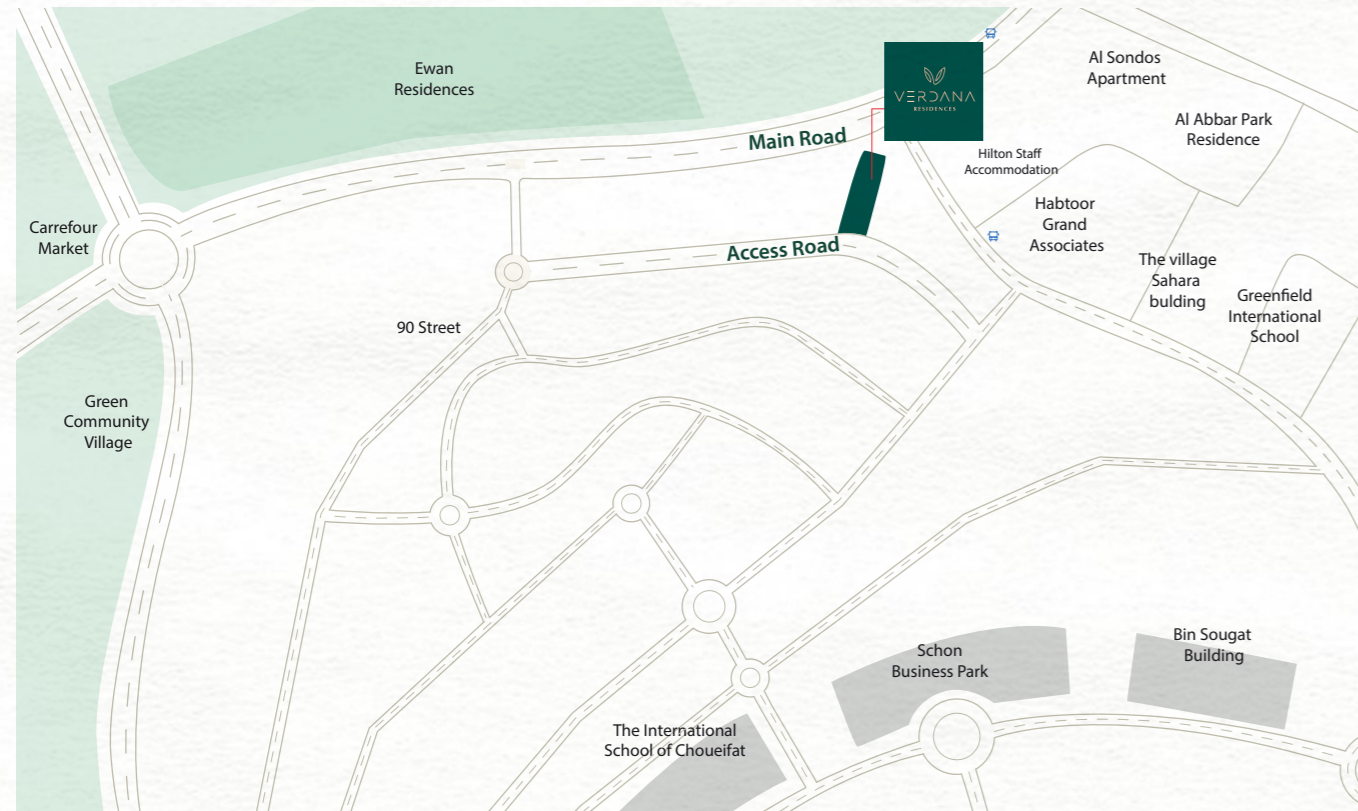 Ewan
Residences
VERDANA
RESIDENCES
Al Sondos
Apartment
Al Abbar Park
Residence
Main Road
Hilton Staff
Accommodation
Carrefour
Market
Habtoor
Grand
Associates
Access Road
The village
Sahara
bulding
Greenfield
International
School
90 Street
Green
Community
Village
Schon
Business Park
Bin Sougat
Building
The International
School of Choueifat